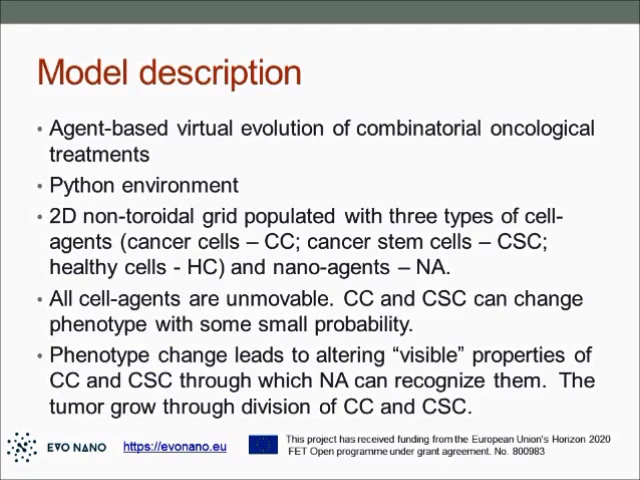 Model description
• Agent-based virtual evolution of combinatorial oncological
treatments
• Python environment
• 2D non-toroidal grid populated with three types of cell-
agents (cancer cells – CC; cancer stem cells – CSC;
healthy cells - HC) and nano-agents – NA.
• All cell-agents are unmovable. CC and CSC can change
phenotype with some small probability.
• Phenotype change leads to altering “visible” properties of
CC and CSC through which NA can recognize them. The
tumor grow through division of CC and CSC.
EVO NANO
https://evonano.eu
This project has received funding from the European Union's Horizon 2020
FET Open programme under grant agreement. No. 800983